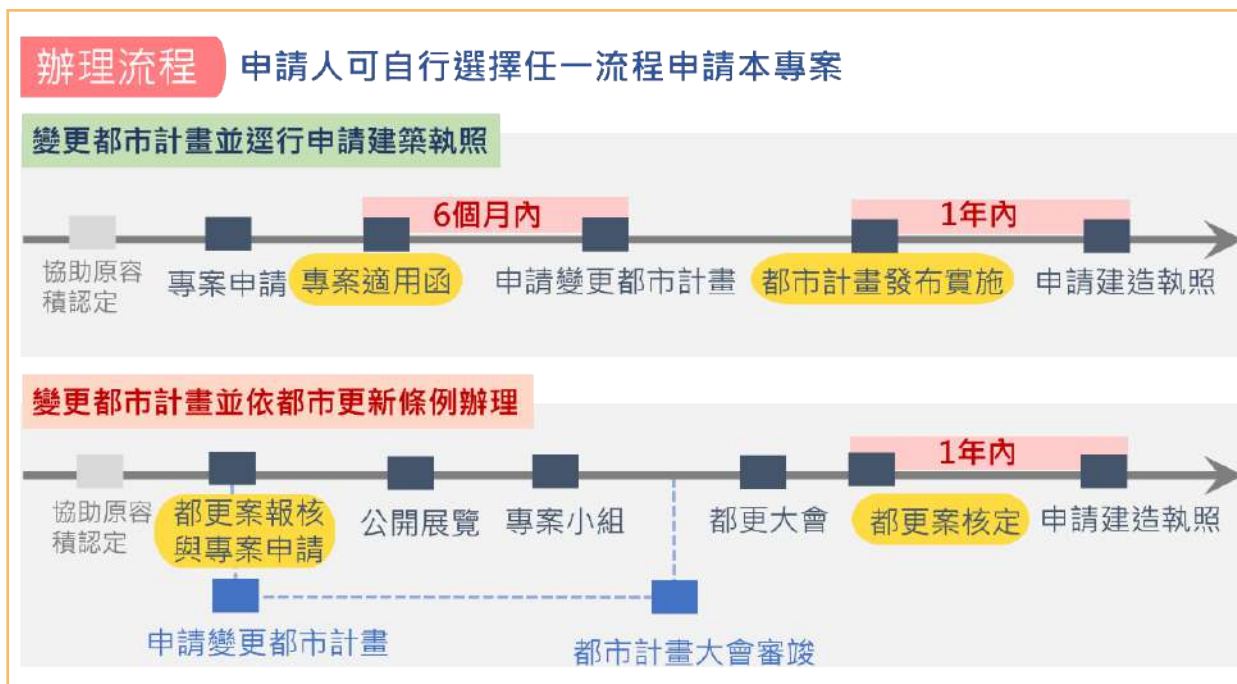 辦理流程 申請人可自行選擇任一流程申請本專案
變更都市計畫並逕行申請建築執照
6個月內
1年內
協助原容
積認定
專案申請
專案適用函
申請變更都市計畫
都市計畫發布實施
申請建造執照
變更都市計畫並依都市更新條例辦理
1年內
協助原容
積認定
都更案報核
與專案申請
公開展覽
專案小組
都更大會
都更案核定
申請建造執照
申請變更都市計畫
都市計畫大會審竣